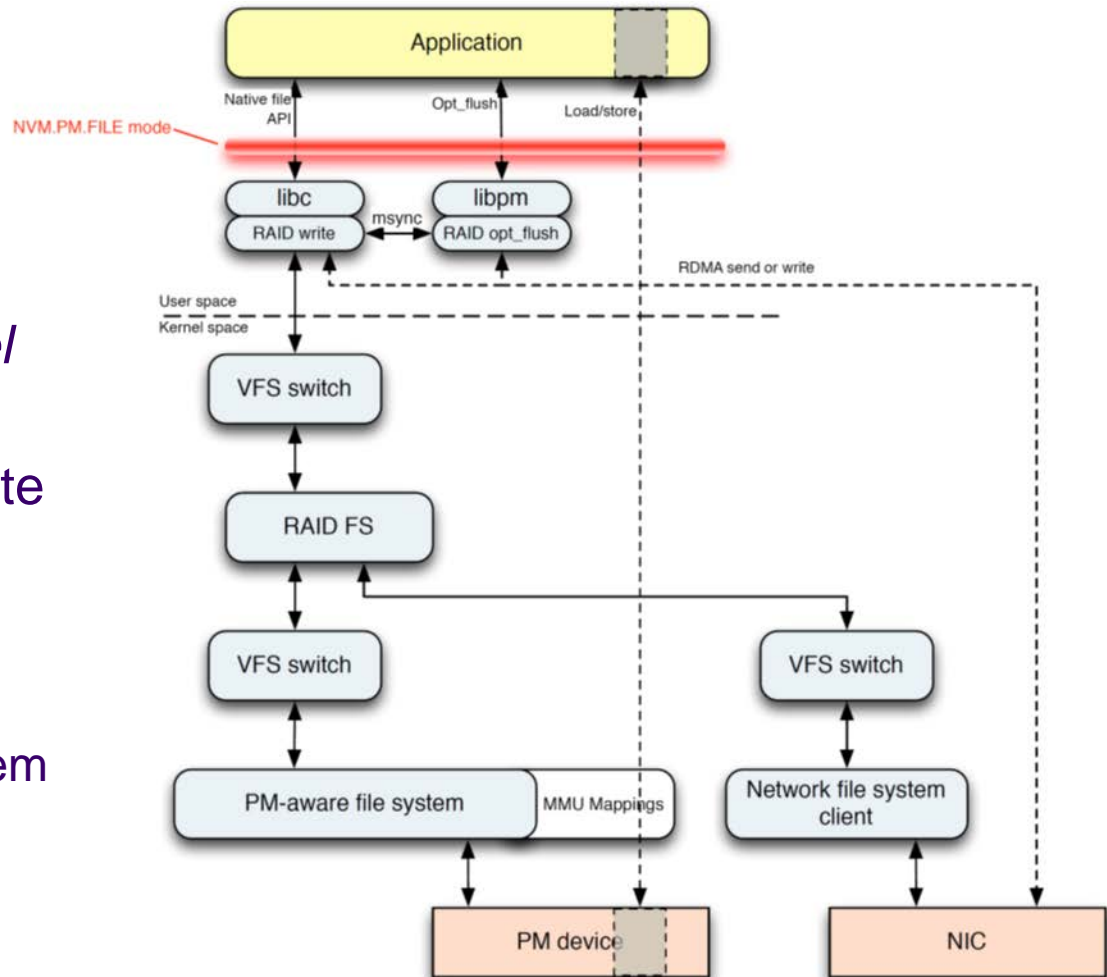 Application
Native file
API
Opt_flush
Load/store
NVM.PM.FILE mode
libc
libpm
RAID write
msync
RAID opt_flush
RDMA send or write
User space
Kernel space
VFS switch
te
RAID FS
VFS switch
VFS switch
em
PM-aware file system
MMU Mappings
Network file system
client
PM device
NIC